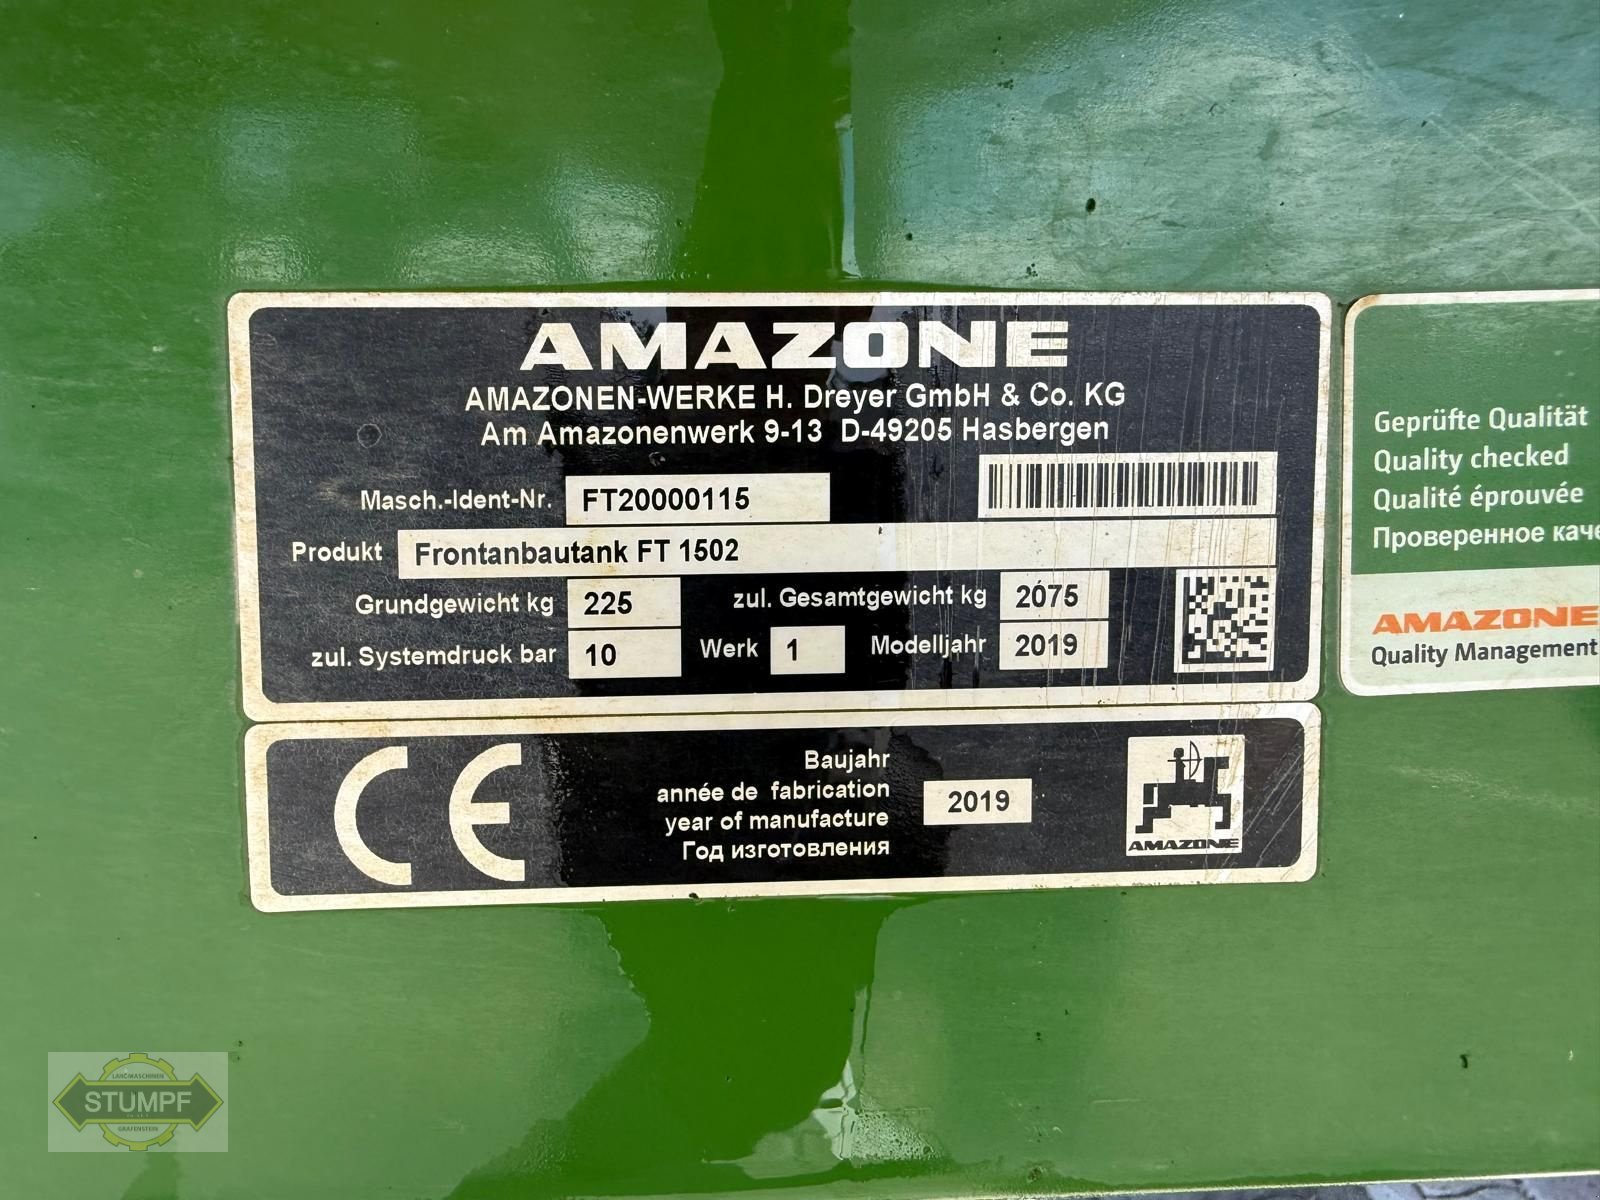 AMAZONE
AMAZONEN-WERKE H. Dreyer GmbH & Co. KG
Am Amazonenwerk 9-13 D-49205 Hasbergen
Masch.-Ident-Nr. FT20000115
Produkt Frontanbautank FT 1502
Grundgewicht kg 225 zul. Gesamtgewicht kg 2075
zul. Systemdruck bar 10 Werk 1 Modelljahr 2019
CE
Baujahr
année de fabrication
year of manufacture 2019
Год изготовления
AMAZONE
Geprüfte Qualität
Quality checked
Qualité éprouvée
Проверенное
AMAZONE
Quality Management
LANDMASCHINEN
STUMPF
GRAFENSTEIN